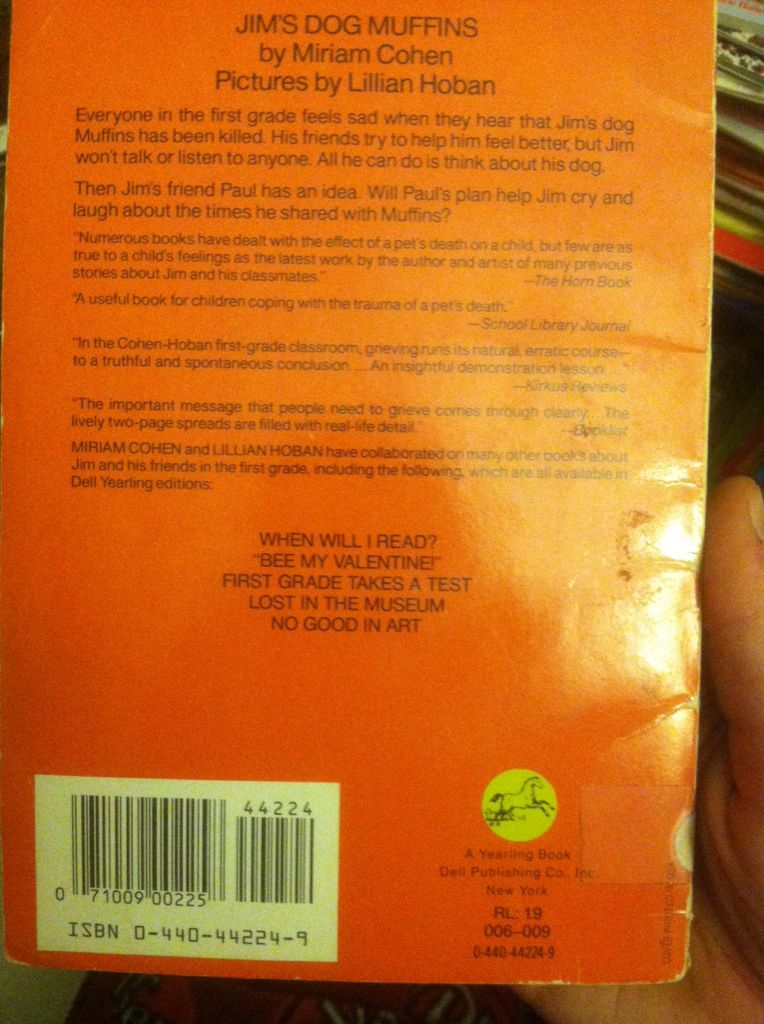 JIM'S DOG MUFFINS
by Miriam Cohen
Pictures by Lillian Hoban
Everyone in the first grade feels sad when they hear that Jim's dog
Muffins has been killed. His friends try to help him feel better, but Jim
won't talk or listen to anyone. All he can do is think about his dog.
Then Jim's friend Paul has an idea. Will Paul's plan help Jim cry and
laugh about the times he shared with Muffins?
"Numerous books have dealt with the effect of a pet's death on a child, but few are as
true to a child's feelings as the latest work by the author and artist of many previous
stories about Jim and his classmates."
—The Horn Book
"A useful book for children coping with the trauma of a pet's death."
—School Library Journal
"In the Cohen-Hoban first-grade classroom, grieving runs its natural, erratic course—
to a truthful and spontaneous conclusion.... An insightful demonstration lesson...."
—Kirkus Reviews
"The important message that people need to grieve comes through clearly...The
lively two-page spreads are filled with real-life detail."
—Booklist
MIRIAM COHEN and LILLIAN HOBAN have collaborated on many other books about
Jim and his friends in the first grade, including the following, which are all available in
Dell Yearling editions:
WHEN WILL I READ?
"BEE MY VALENTINE!"
FIRST GRADE TAKES A TEST
LOST IN THE MUSEUM
NO GOOD IN ART
44224
0 71009 00225
ISBN 0-440-44224-9
A Yearling Book
Dell Publishing Co., Inc.
New York
RL: 1.9
006–009
0-440-44224-9
COVER PRINTED IN USA